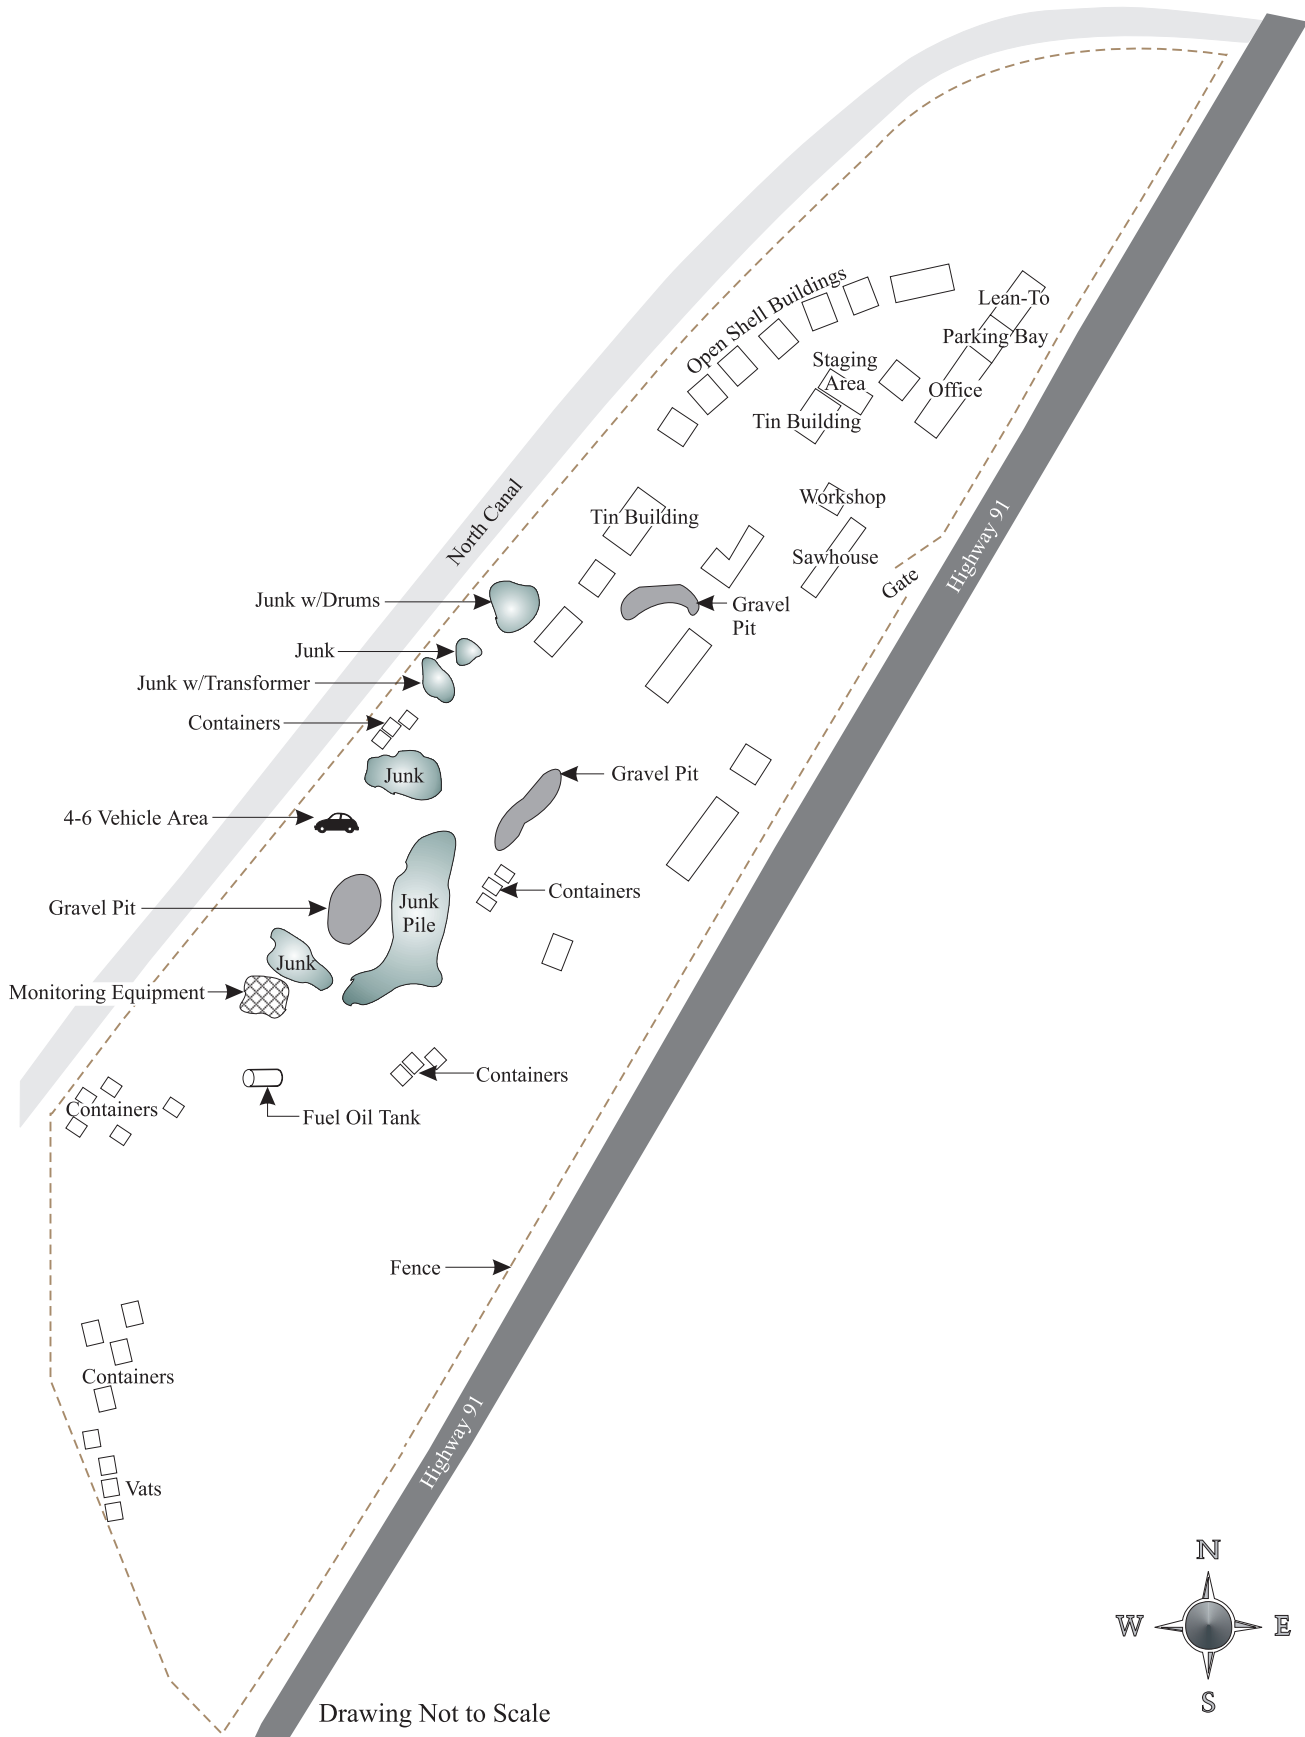 Open Shell Buildings
Lean-To
Parking Bay
Staging
Area
Office
Tin Building
North Canal
Workshop
Tin Building
Sawhouse
Highway 91
Gate
Junk w/Drums
Gravel
Pit
Junk
Junk w/Transformer
Containers
Junk
Gravel Pit
4-6 Vehicle Area
Containers
Junk
Pile
Gravel Pit
Junk
Monitoring Equipment
Containers
Containers
Fuel Oil Tank
Fence
Containers
Highway 91
Vats
N
W
E
S
Drawing Not to Scale